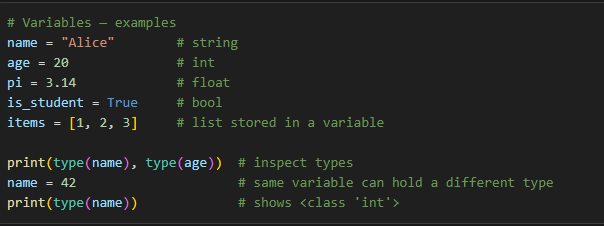 # Variables — examples
name = "Alice"        # string
age = 20              # int
pi = 3.14             # float
is_student = True     # bool
items = [1, 2, 3]     # list stored in a variable

print(type(name), type(age))  # inspect types
name = 42                     # same variable can hold a different type
print(type(name))             # shows <class 'int'>